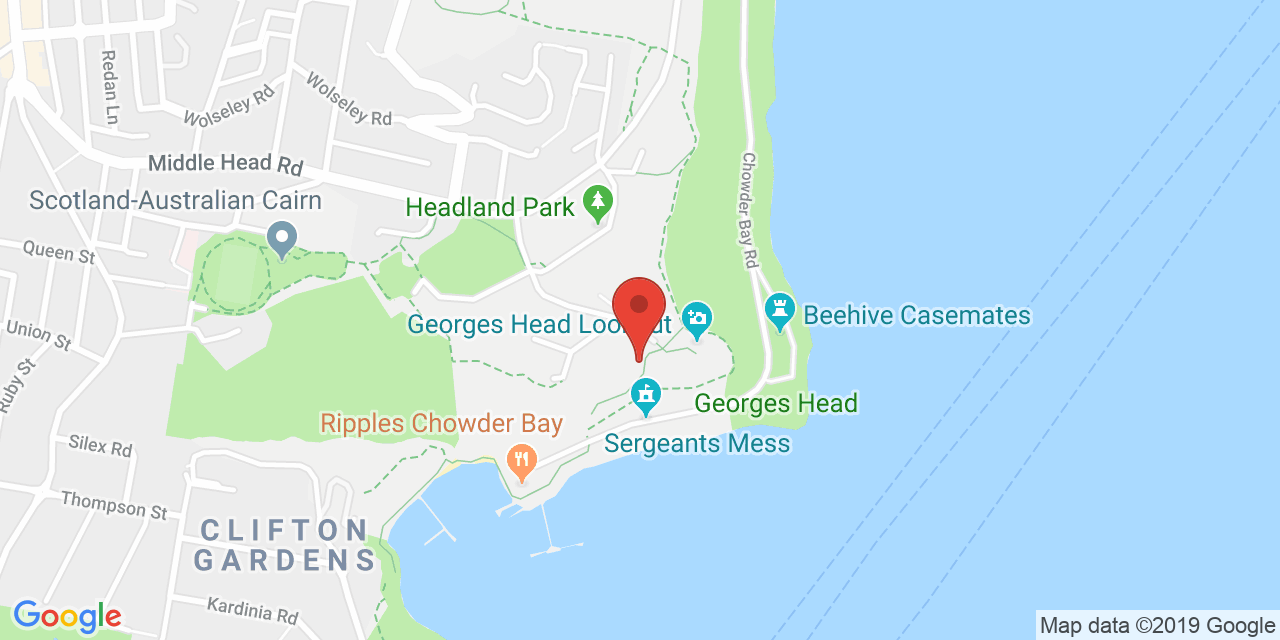 Redan Ln
Wolseley Rd
Wolseley Rd
Middle Head Rd
Chowder Bay Rd
Scotland-Australian Cairn
Headland Park
Queen St
Georges Head Loo
ut
Beehive Casemates
Union St
Ruby St
Georges Head
Ripples Chowder Bay
Sergeants Mess
Silex Rd
Thompson St
CLIFTON
GARDENS
Kardinia Rd
Google
Map data ©2019 Google